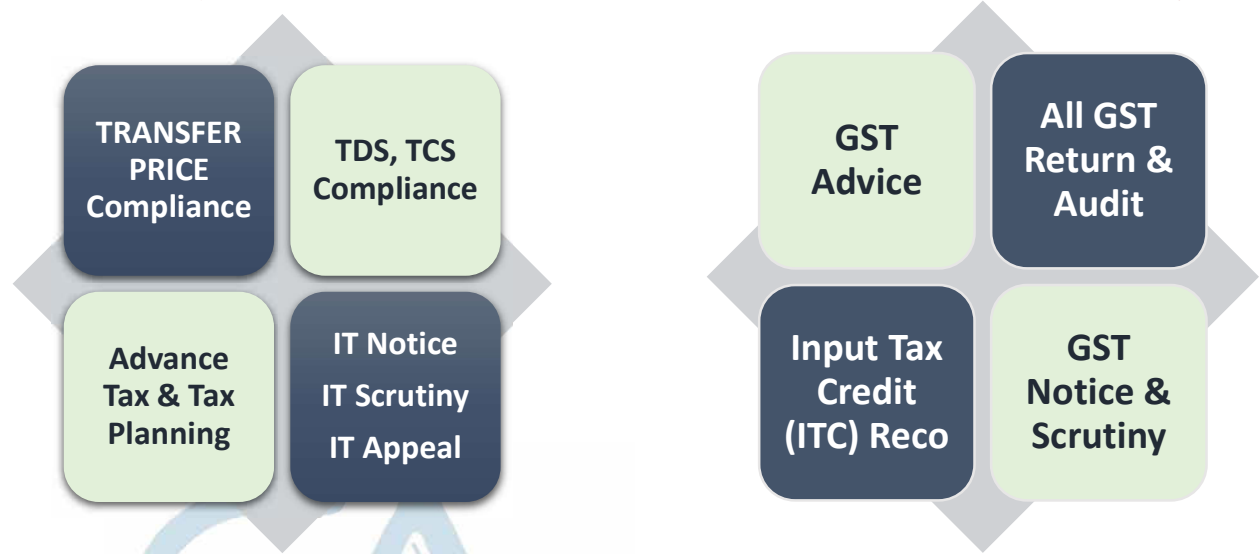 TRANSFER
PRICE
Compliance
TDS, TCS
Compliance
Advance
Tax & Tax
Planning
IT Notice
IT Scrutiny
IT Appeal
GST
Advice
All GST
Return &
Audit
Input Tax
Credit
(ITC) Reco
GST
Notice &
Scrutiny